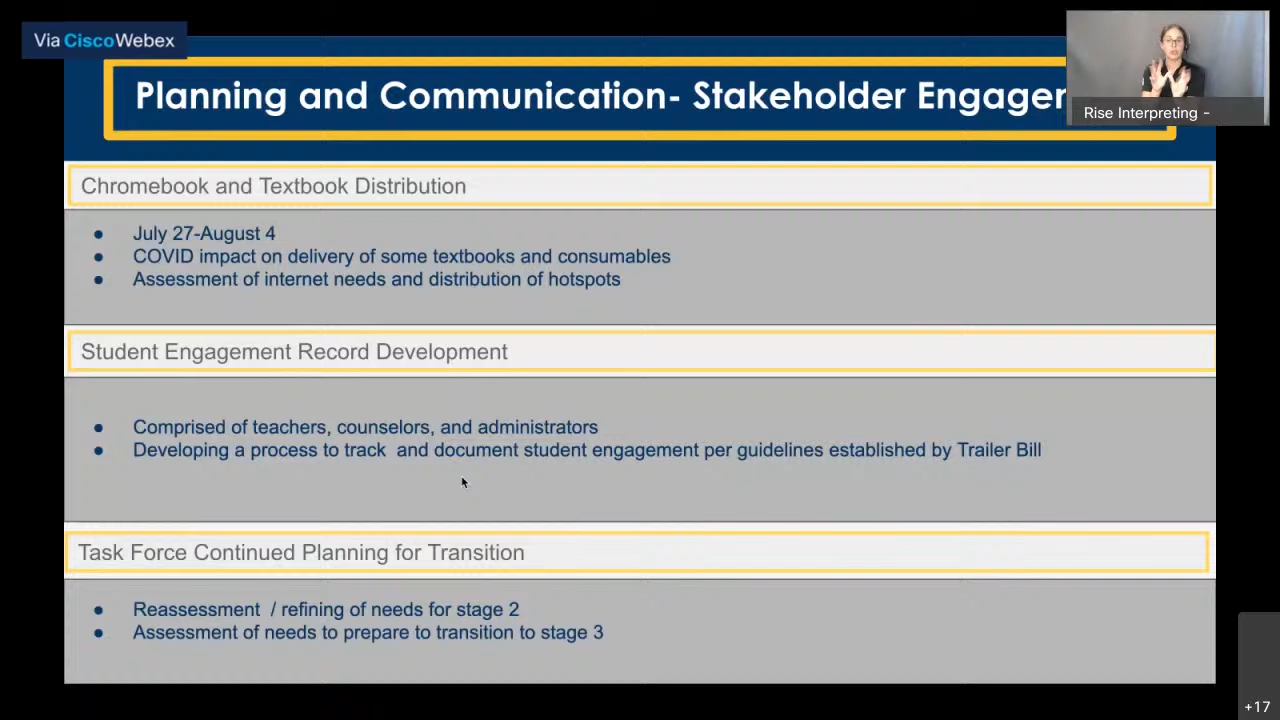 Via CiscoWebex
Planning and Communication- Stakeholder
Rise Interpreting -
Chromebook and Textbook Distribution
● July 27-August 4
● COVID impact on delivery of some textbooks and consumables
● Assessment of internet needs and distribution of hotspots
Student Engagement Record Development
● Comprised of teachers, counselors, and administrators
● Developing a process to track  and document student engagement per guidelines established by Trailer Bill
Task Force Continued Planning for Transition
● Reassessment  / refining of needs for stage 2
● Assessment of needs to prepare to transition to stage 3
+17